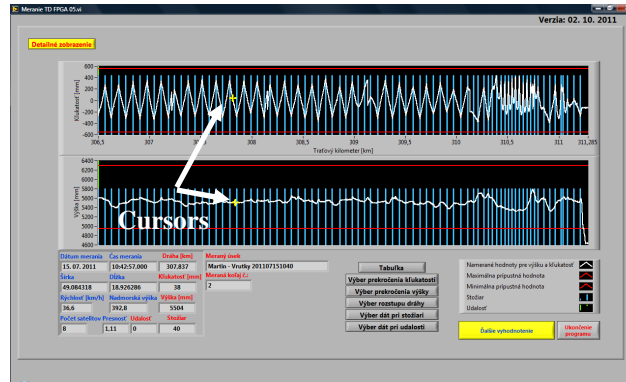 Meranie TD FPGA 05.vi
Verzia: 02. 10. 2011
Detailné zobrazenie
Kľukatosť [mm]
600
400
200
0
-200
-400
-600
306,5 307 307,5 308 308,5 309 309,5 310 310,5 311 311,285
Traťový kilometer [km]
Výška [mm]
6400
6200
6000
5800
5600
5400
5200
5000
4800
4600
Cursors
Dátum merania Čas merania Dráha [km] Meraný úsek
15. 07. 2011 10:42:57,000 307,837 Martin - Vrutky 201107151040
Šírka Dĺžka Kľukatosť [mm] Meraná koľaj č.:
49,084318 18,926286 38 2
Rýchlosť [km/h] Nadmorská výška Výška [mm]
36,6 392,8 5504
Počet satelitov Presnosť Udalosť Stožiar
8 1,11 0 40
Tabuľka
Výber prekročenia kľukatosti
Výber prekročenia výšky
Výber rozstupu dráhy
Výber dát pri stožiari
Výber dát pri udalosti
Namerané hodnoty pre výšku a kľukatosť
Maximálna prípustná hodnota
Minimálna prípustná hodnota
Stožiar
Udalosť
Ďalšie vyhodnotenie
Ukončenie
programu